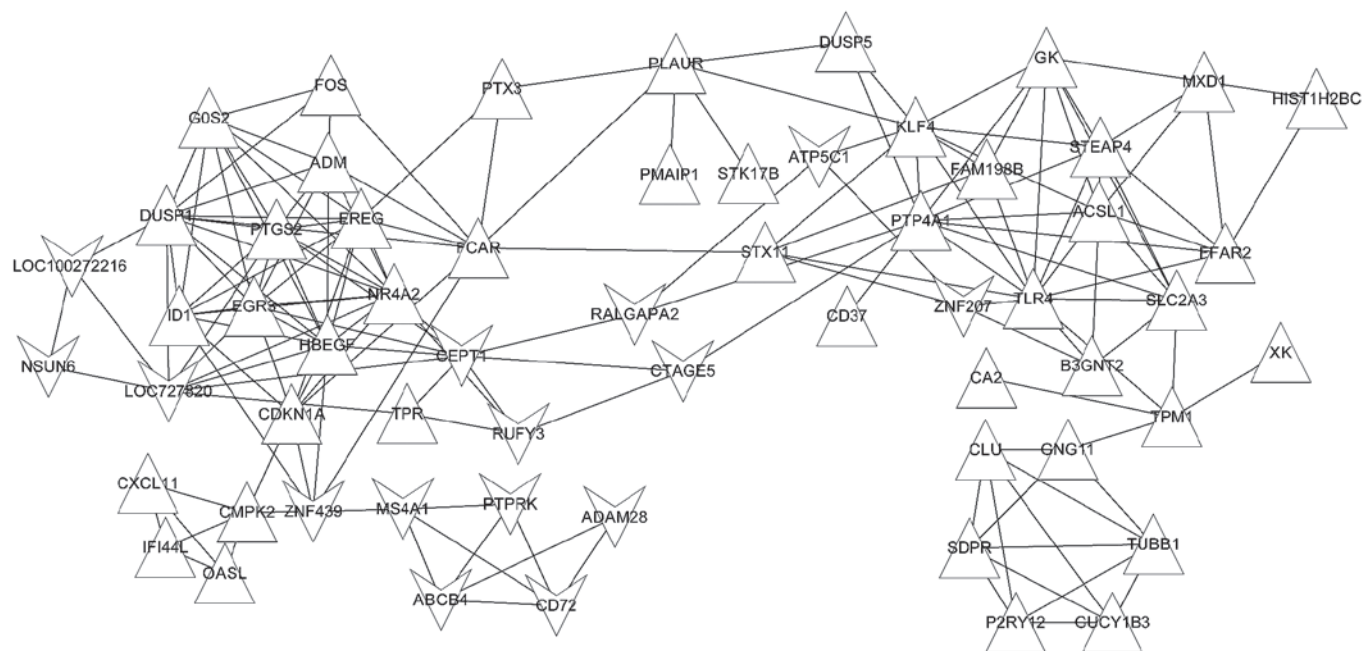 DUSP5
GK
PLAUR
MXD1
FOS
PTX3
HIST1H2BC
G0S2
KLF4
STEAP4
ATP5C1
ADM
FAM198B
PMAIP1
STK17B
DUSP1
EREG
PTP4A1
ACSL1
PTGS2
FCAR
STX11
FFAR2
LOC100272216
NR4A2
ID1
EGR3
RALGAPA2
CD37
ZNF207
TLR4
SLC2A3
HBEGF
CEPT1
NSUN6
CTAGE5
B3GNT2
XK
LOC727820
CA2
CDKN1A
TPR
TPM1
RUFY3
CLU
GNG11
CXCL11
CMPK2
ZNF439
MS4A1
PTPRK
ADAM28
IFI44L
SDPR
TUBB1
OASL
ABCB4
CD72
P2RY12
CUCY1B3